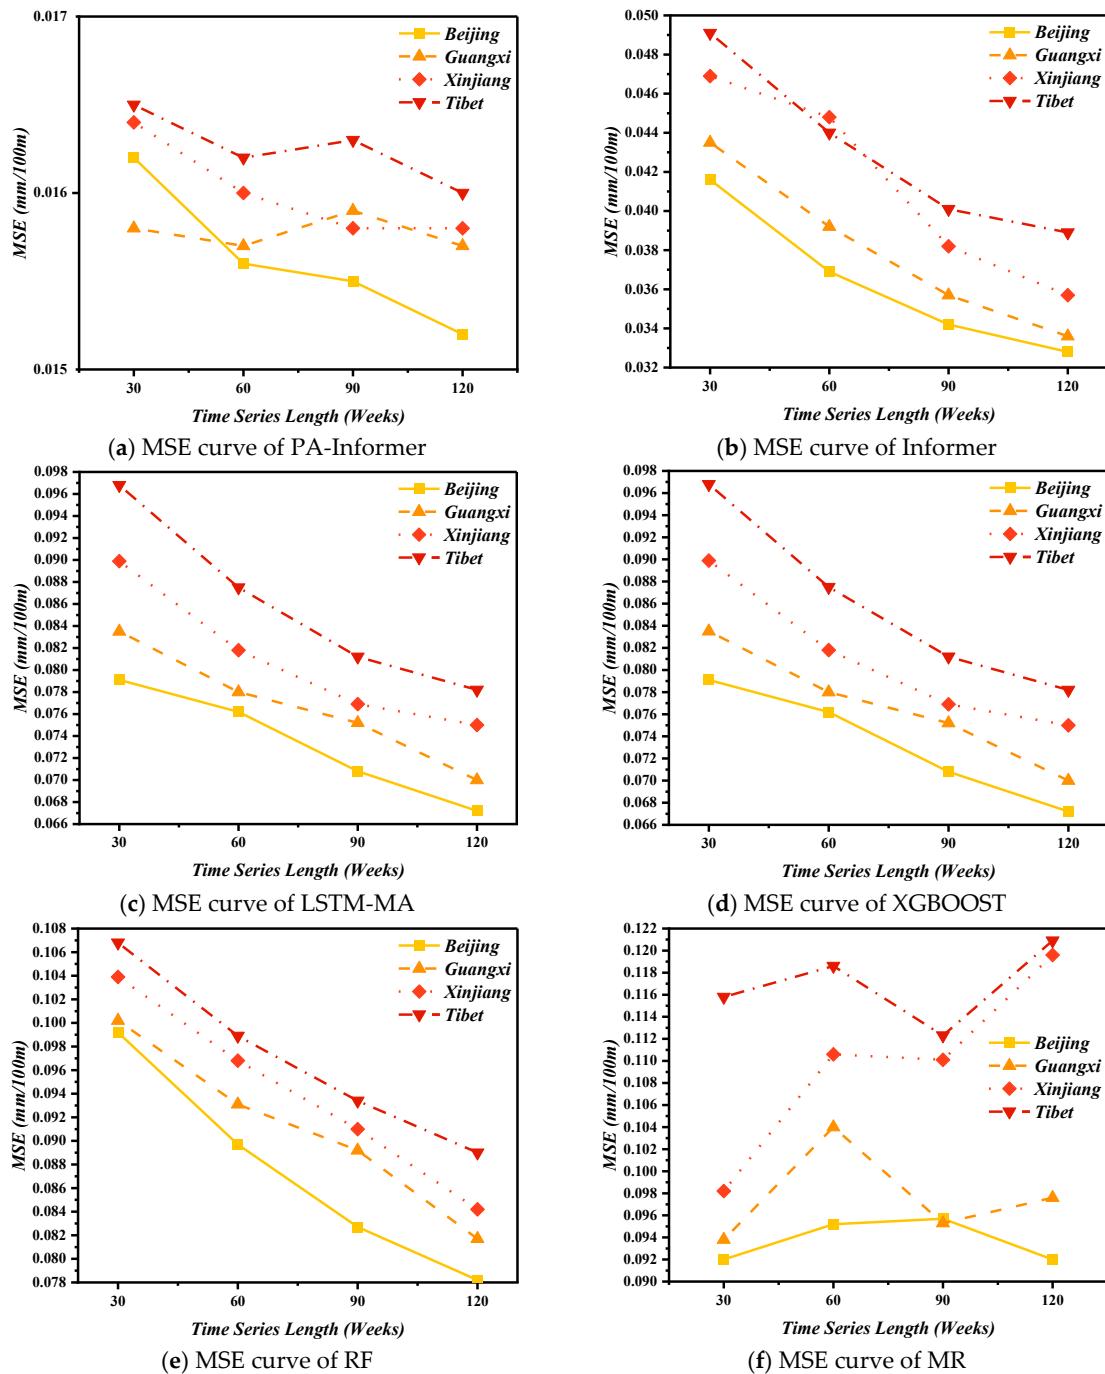 0.017
0.016
0.015
MSE (mm/100m)
Beijing
Guangxi
Xinjiang
Tibet
30 60 90 120
Time Series Length (Weeks)
(a) MSE curve of PA-Informer
0.050
0.048
0.046
0.044
0.042
0.040
0.038
0.036
0.034
0.032
MSE (mm/100m)
Beijing
Guangxi
Xinjiang
Tibet
30 60 90 120
Time Series Length (Weeks)
(b) MSE curve of Informer
0.098
0.096
0.094
0.092
0.090
0.088
0.086
0.084
0.082
0.080
0.078
0.076
0.074
0.072
0.070
0.068
0.066
MSE (mm/100m)
Beijing
Guangxi
Xinjiang
Tibet
30 60 90 120
Time Series Length (Weeks)
(c) MSE curve of LSTM-MA
0.098
0.096
0.094
0.092
0.090
0.088
0.086
0.084
0.082
0.080
0.078
0.076
0.074
0.072
0.070
0.068
0.066
MSE (mm/100m)
Beijing
Guangxi
Xinjiang
Tibet
30 60 90 120
Time Series Length (Weeks)
(d) MSE curve of XGBOOST
0.108
0.106
0.104
0.102
0.100
0.098
0.096
0.094
0.092
0.090
0.088
0.086
0.084
0.082
0.080
0.078
MSE (mm/100m)
Beijing
Guangxi
Xinjiang
Tibet
30 60 90 120
Time Series Length (Weeks)
(e) MSE curve of RF
0.122
0.120
0.118
0.116
0.114
0.112
0.110
0.108
0.106
0.104
0.102
0.100
0.098
0.096
0.094
0.092
0.090
MSE (mm/100m)
Beijing
Guangxi
Xinjiang
Tibet
30 60 90 120
Time Series Length (Weeks)
(f) MSE curve of MR